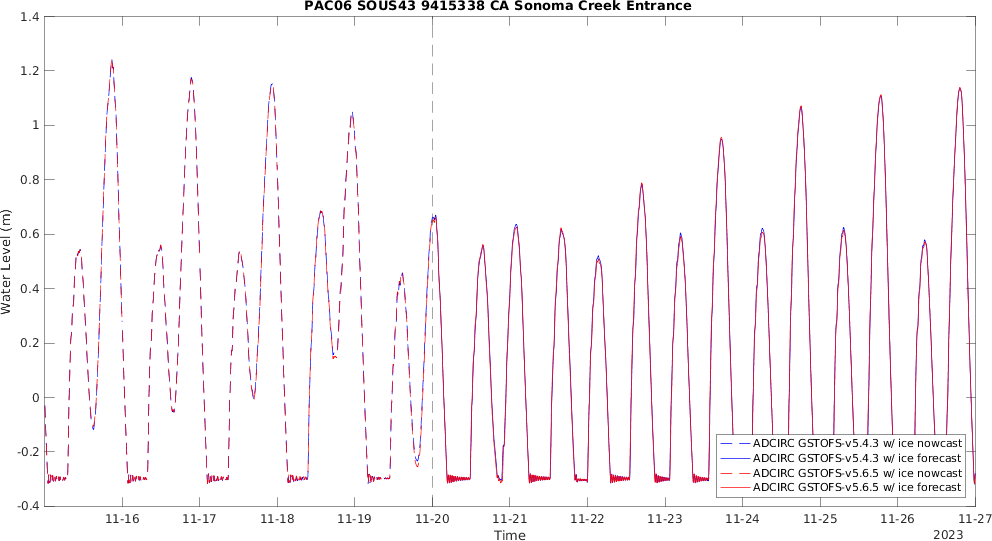 PAC06 SOUS43 9415338 CA Sonoma Creek Entrance
1.4
1.2
1
0.8
0.6
0.4
0.2
0
-0.2
-0.4
Water Level (m)
ADCIRC GSTOFS-v5.4.3 w/ ice nowcast
ADCIRC GSTOFS-v5.4.3 w/ ice forecast
ADCIRC GSTOFS-v5.6.5 w/ ice nowcast
ADCIRC GSTOFS-v5.6.5 w/ ice forecast
11-16 11-17 11-18 11-19 11-20 11-21 11-22 11-23 11-24 11-25 11-26 11-27
Time
2023